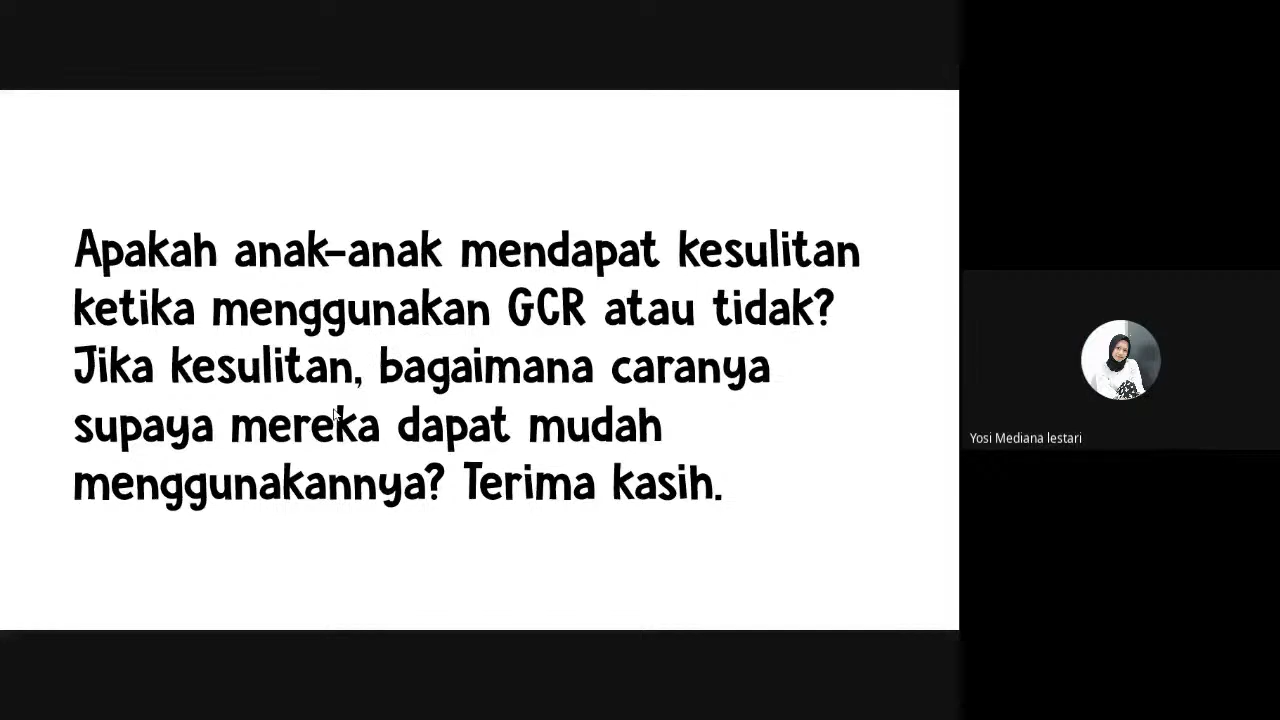 Apakah anak-anak mendapat kesulitan
ketika menggunakan GCR atau tidak?
Jika kesulitan, bagaimana caranya
supaya mereka dapat mudah
menggunakannya? Terima kasih.
Yosi Mediana lestari